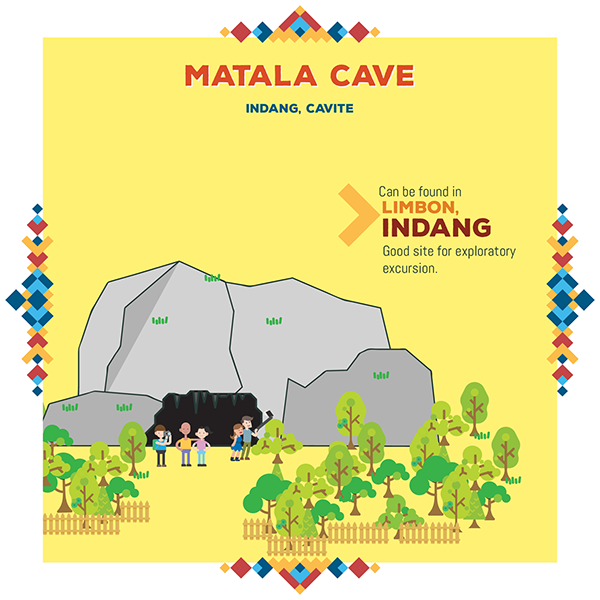 MATALA CAVE
INDANG, CAVITE
Can be found in
LIMBON,
INDANG
Good site for exploratory
excursion.